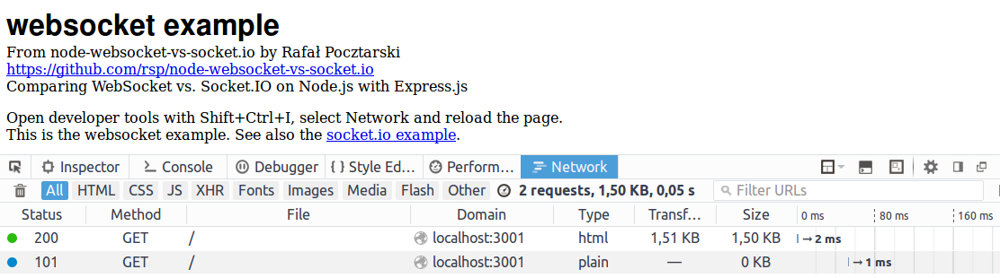 websocket example
From node-websocket-vs-socket.io by Rafał Pocztarski
https://github.com/rsp/node-websocket-vs-socket.io
Comparing WebSocket vs. Socket.IO on Node.js with Express.js
Open developer tools with Shift+Ctrl+I, select Network and reload the page.
This is the websocket example. See also the socket.io example.
Inspector Console Debugger { } Style Ed... Perform... Network
All HTML CSS JS XHR Fonts Images Media Flash Other 2 requests, 1,50 KB, 0,05 s Filter URLs
Status Method File Domain Type Transf... Size 0 ms 80 ms 160 ms
200 GET / localhost:3001 html 1,51 KB 1,50 KB → 2 ms
101 GET / localhost:3001 plain — 0 KB → 1 ms